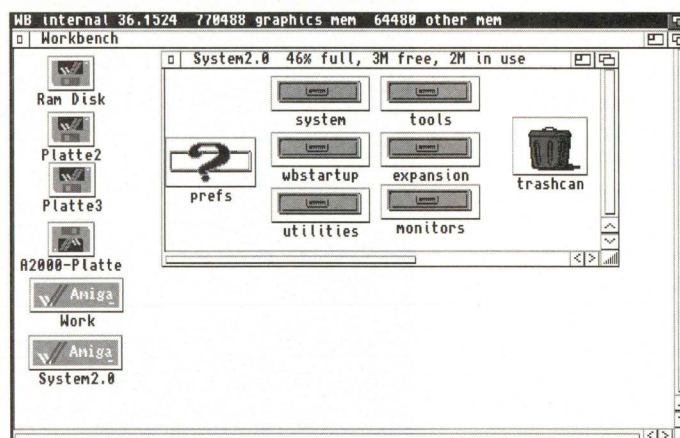 WB internal 36.1524 770488 graphics mem 64480 other mem
Workbench
System2.0 46% full, 3M free, 2M in use
Ram Disk
Platte2
Platte3
A2000-Platte
Amiga
Work
Amiga
System2.0
prefs
system
tools
wbstartup
expansion
utilities
monitors
trashcan